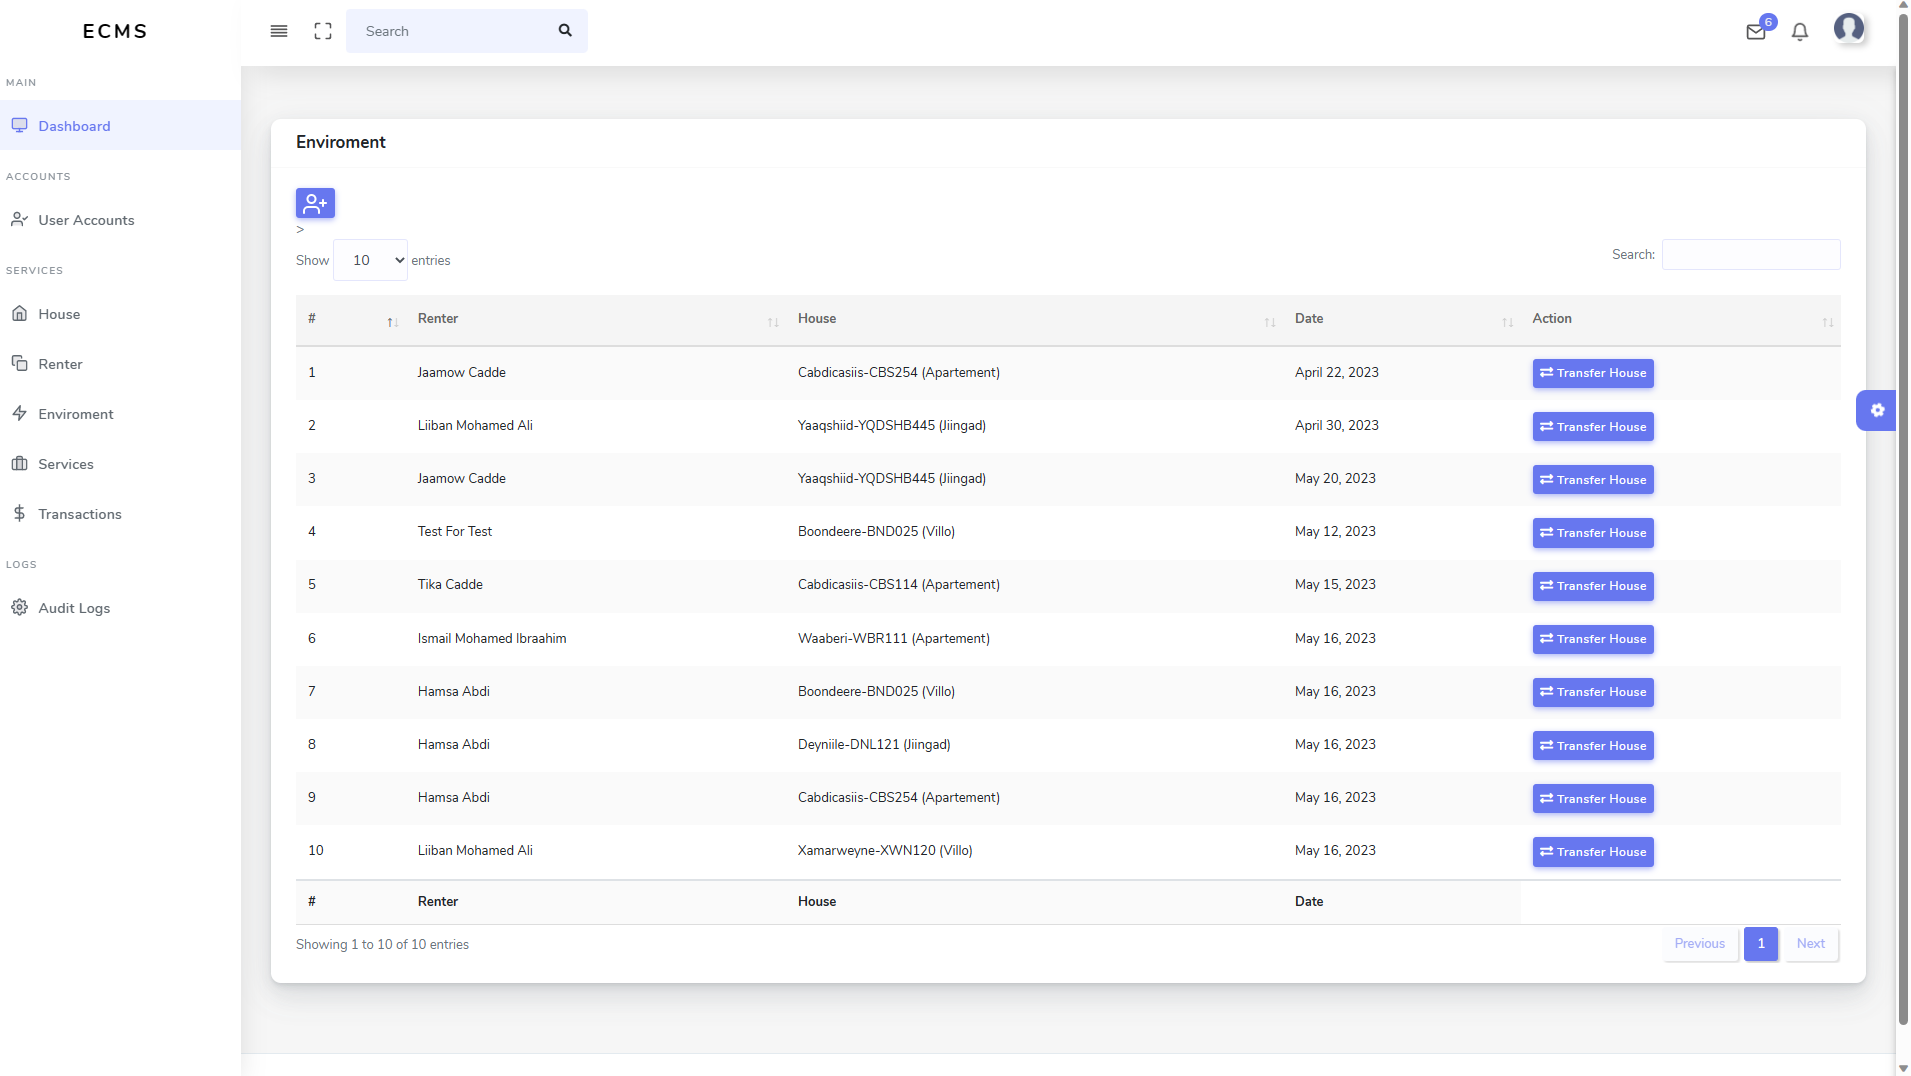 ECMS
Search
6
MAIN
Dashboard
ACCOUNTS
User Accounts
SERVICES
House
Renter
Enviroment
Services
Transactions
LOGS
Audit Logs
Enviroment
>
Show 10 entries
Search:
# Renter House Date Action
1 Jaamow Cadde Cabdicasiis-CBS254 (Apartement) April 22, 2023 Transfer House
2 Liiban Mohamed Ali Yaaqshiid-YQDSHB445 (Jiingad) April 30, 2023 Transfer House
3 Jaamow Cadde Yaaqshiid-YQDSHB445 (Jiingad) May 20, 2023 Transfer House
4 Test For Test Boondeere-BND025 (Villo) May 12, 2023 Transfer House
5 Tika Cadde Cabdicasiis-CBS114 (Apartement) May 15, 2023 Transfer House
6 Ismail Mohamed Ibraahim Waaberi-WBR111 (Apartement) May 16, 2023 Transfer House
7 Hamsa Abdi Boondeere-BND025 (Villo) May 16, 2023 Transfer House
8 Hamsa Abdi Deyniile-DNL121 (Jiingad) May 16, 2023 Transfer House
9 Hamsa Abdi Cabdicasiis-CBS254 (Apartement) May 16, 2023 Transfer House
10 Liiban Mohamed Ali Xamarweyne-XWN120 (Villo) May 16, 2023 Transfer House
# Renter House Date
Showing 1 to 10 of 10 entries
Previous 1 Next